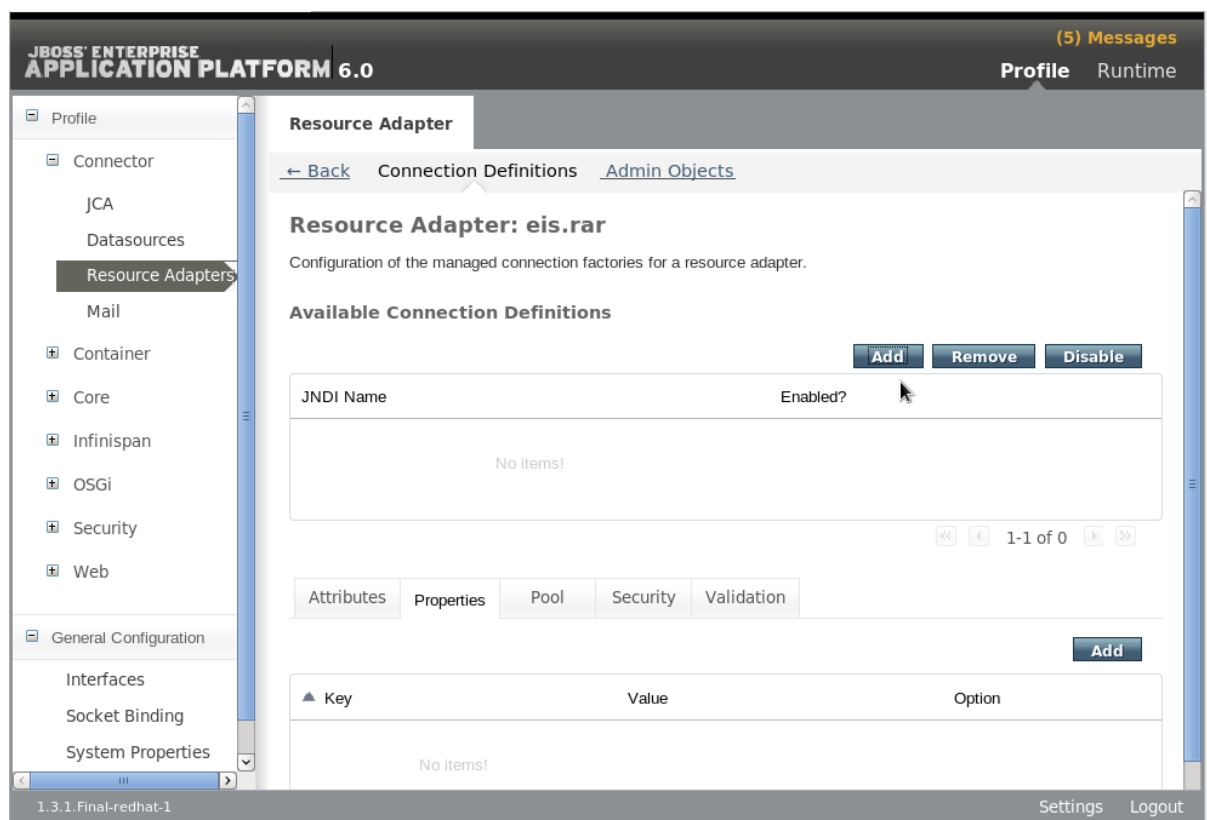 (5) Messages
JBOSS' ENTERPRISE
APPLICATION PLATFORM 6.0
Profile Runtime
Profile
Connector
JCA
Datasources
Resource Adapters
Mail
Container
Core
Infinispan
OSGi
Security
Web
General Configuration
Interfaces
Socket Binding
System Properties
Resource Adapter
← Back Connection Definitions Admin Objects
Resource Adapter: eis.rar
Configuration of the managed connection factories for a resource adapter.
Available Connection Definitions
Add Remove Disable
JNDI Name Enabled?
No items!
1-1 of 0
Attributes Properties Pool Security Validation
Add
Key Value Option
No items!
1.3.1.Final-redhat-1 Settings Logout